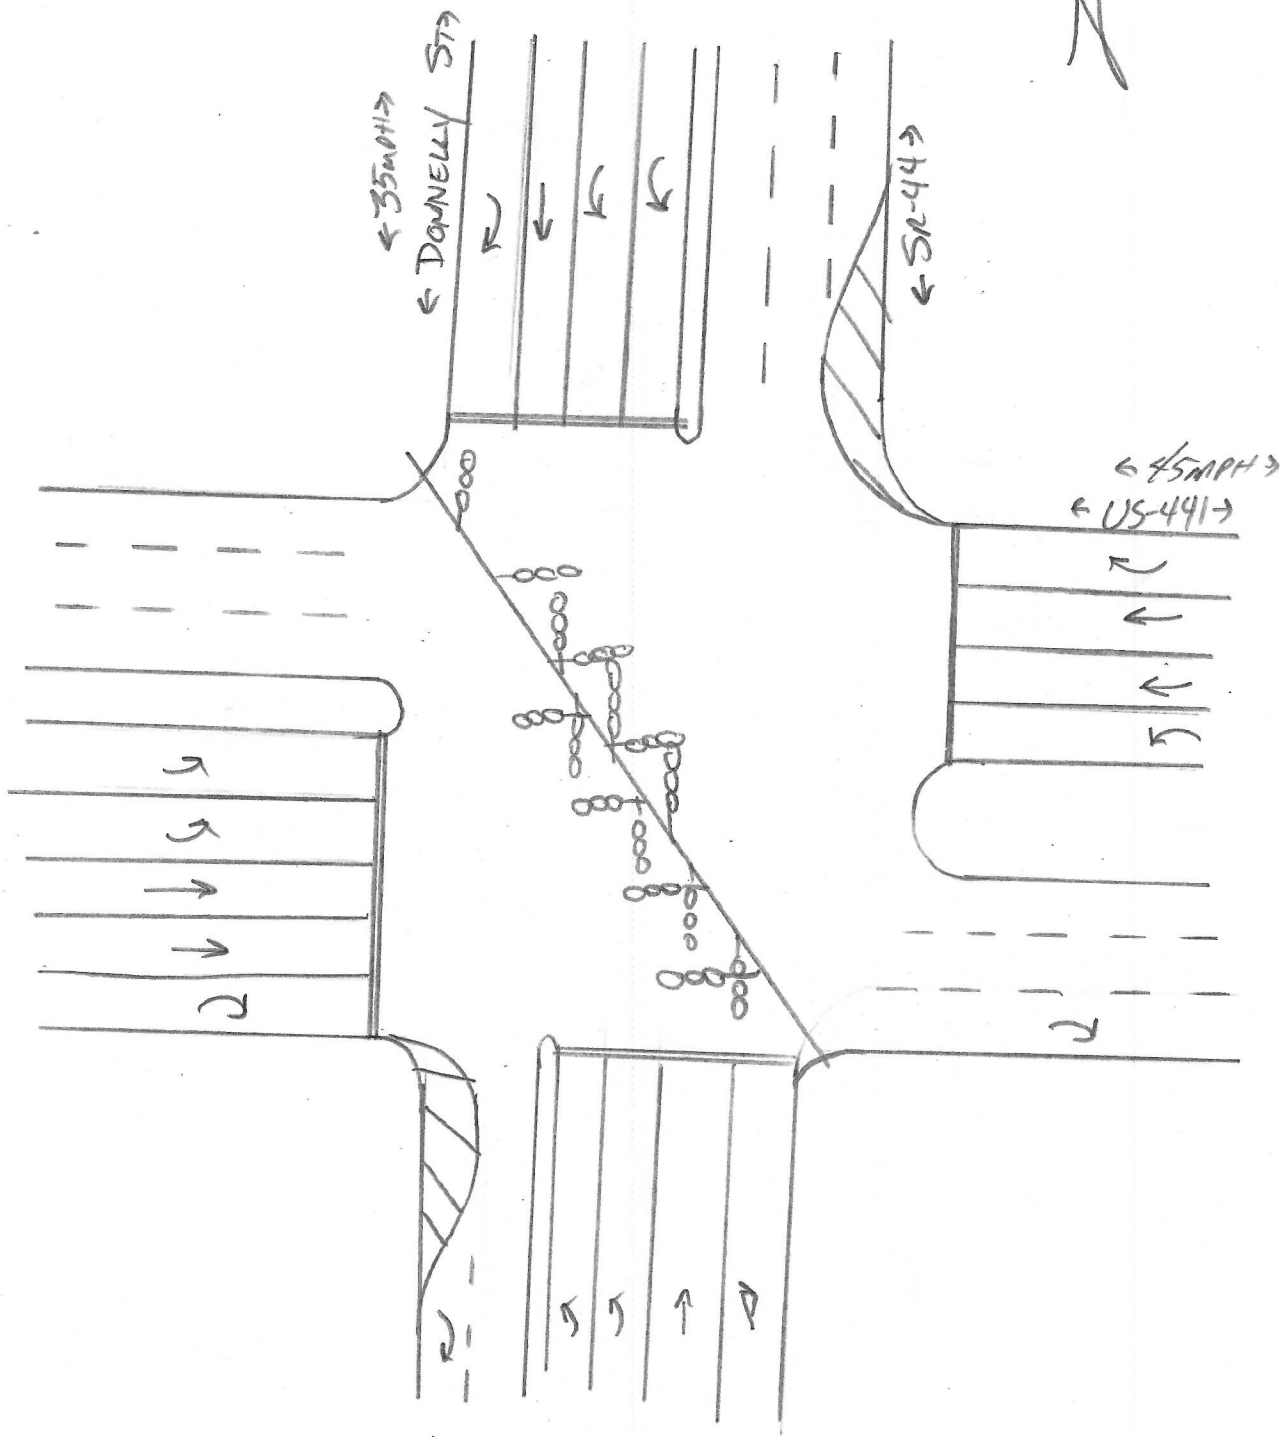 ← 35MPH →
← DONNELLY ST →
← SR-44 →
← 45MPH →
← US-441 →